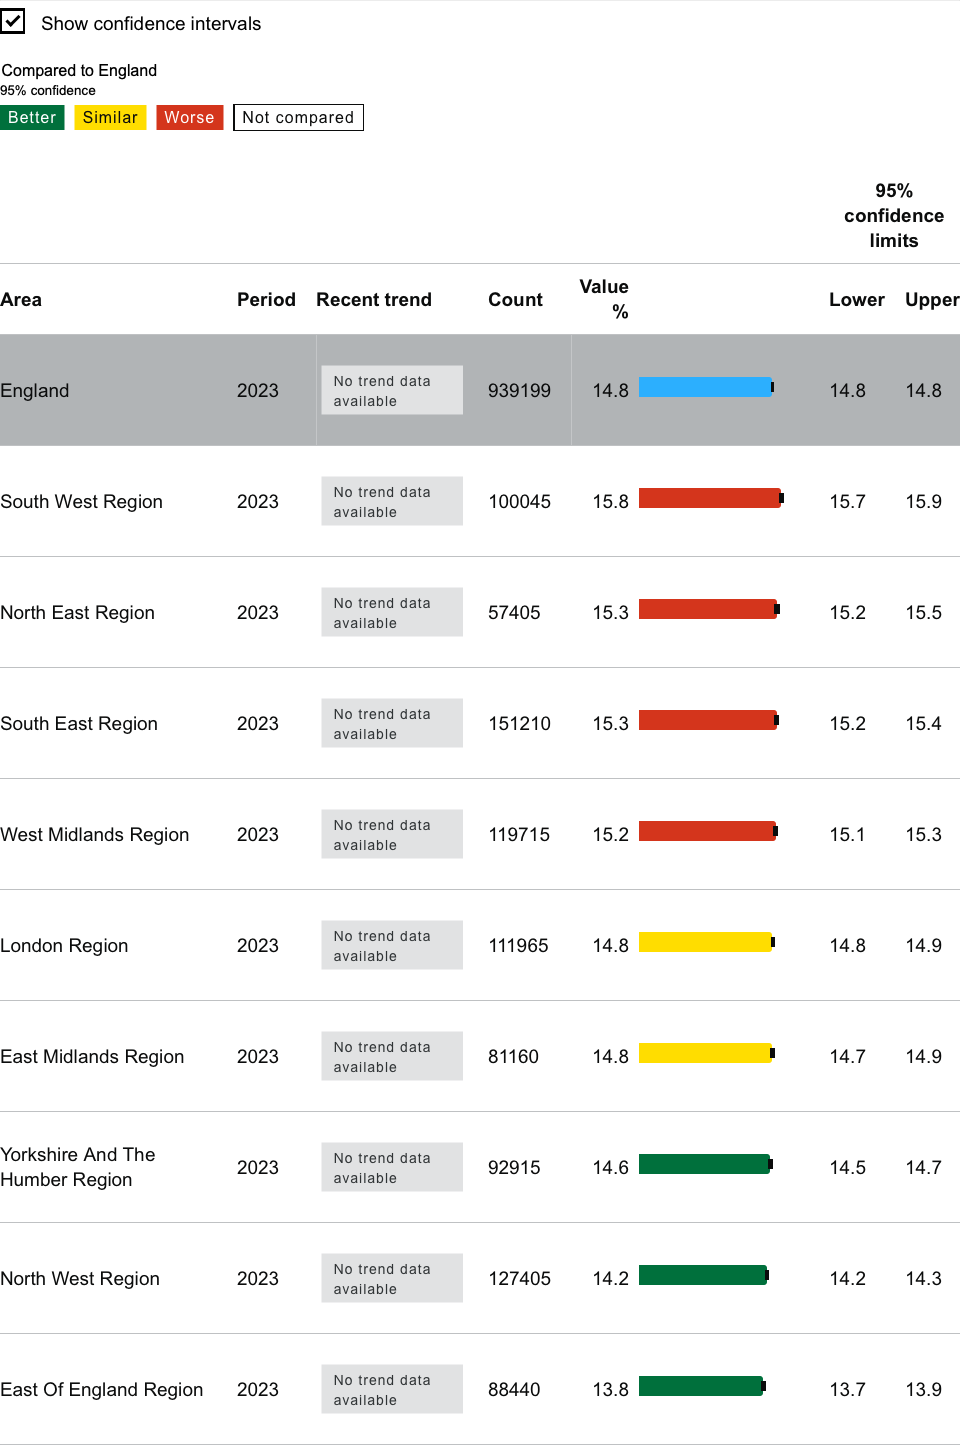 Show confidence intervals
Compared to England
95% confidence
Better Similar Worse Not compared
95%
confidence
limits
Area Period Recent trend Count Value % Lower Upper
England 2023 No trend data available 939199 14.8 14.8 14.8
South West Region 2023 No trend data available 100045 15.8 15.7 15.9
North East Region 2023 No trend data available 57405 15.3 15.2 15.5
South East Region 2023 No trend data available 151210 15.3 15.2 15.4
West Midlands Region 2023 No trend data available 119715 15.2 15.1 15.3
London Region 2023 No trend data available 111965 14.8 14.8 14.9
East Midlands Region 2023 No trend data available 81160 14.8 14.7 14.9
Yorkshire And The Humber Region 2023 No trend data available 92915 14.6 14.5 14.7
North West Region 2023 No trend data available 127405 14.2 14.2 14.3
East Of England Region 2023 No trend data available 88440 13.8 13.7 13.9